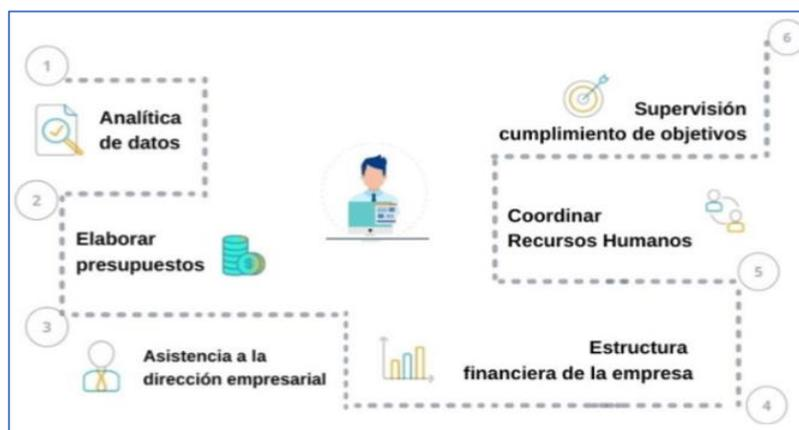 1
Analítica
de datos
2
Elaborar
presupuestos
$
3
Asistencia a la
dirección empresarial
4
Estructura
financiera de la empresa
5
Coordinar
Recursos Humanos
6
Supervisión
cumplimiento de objetivos